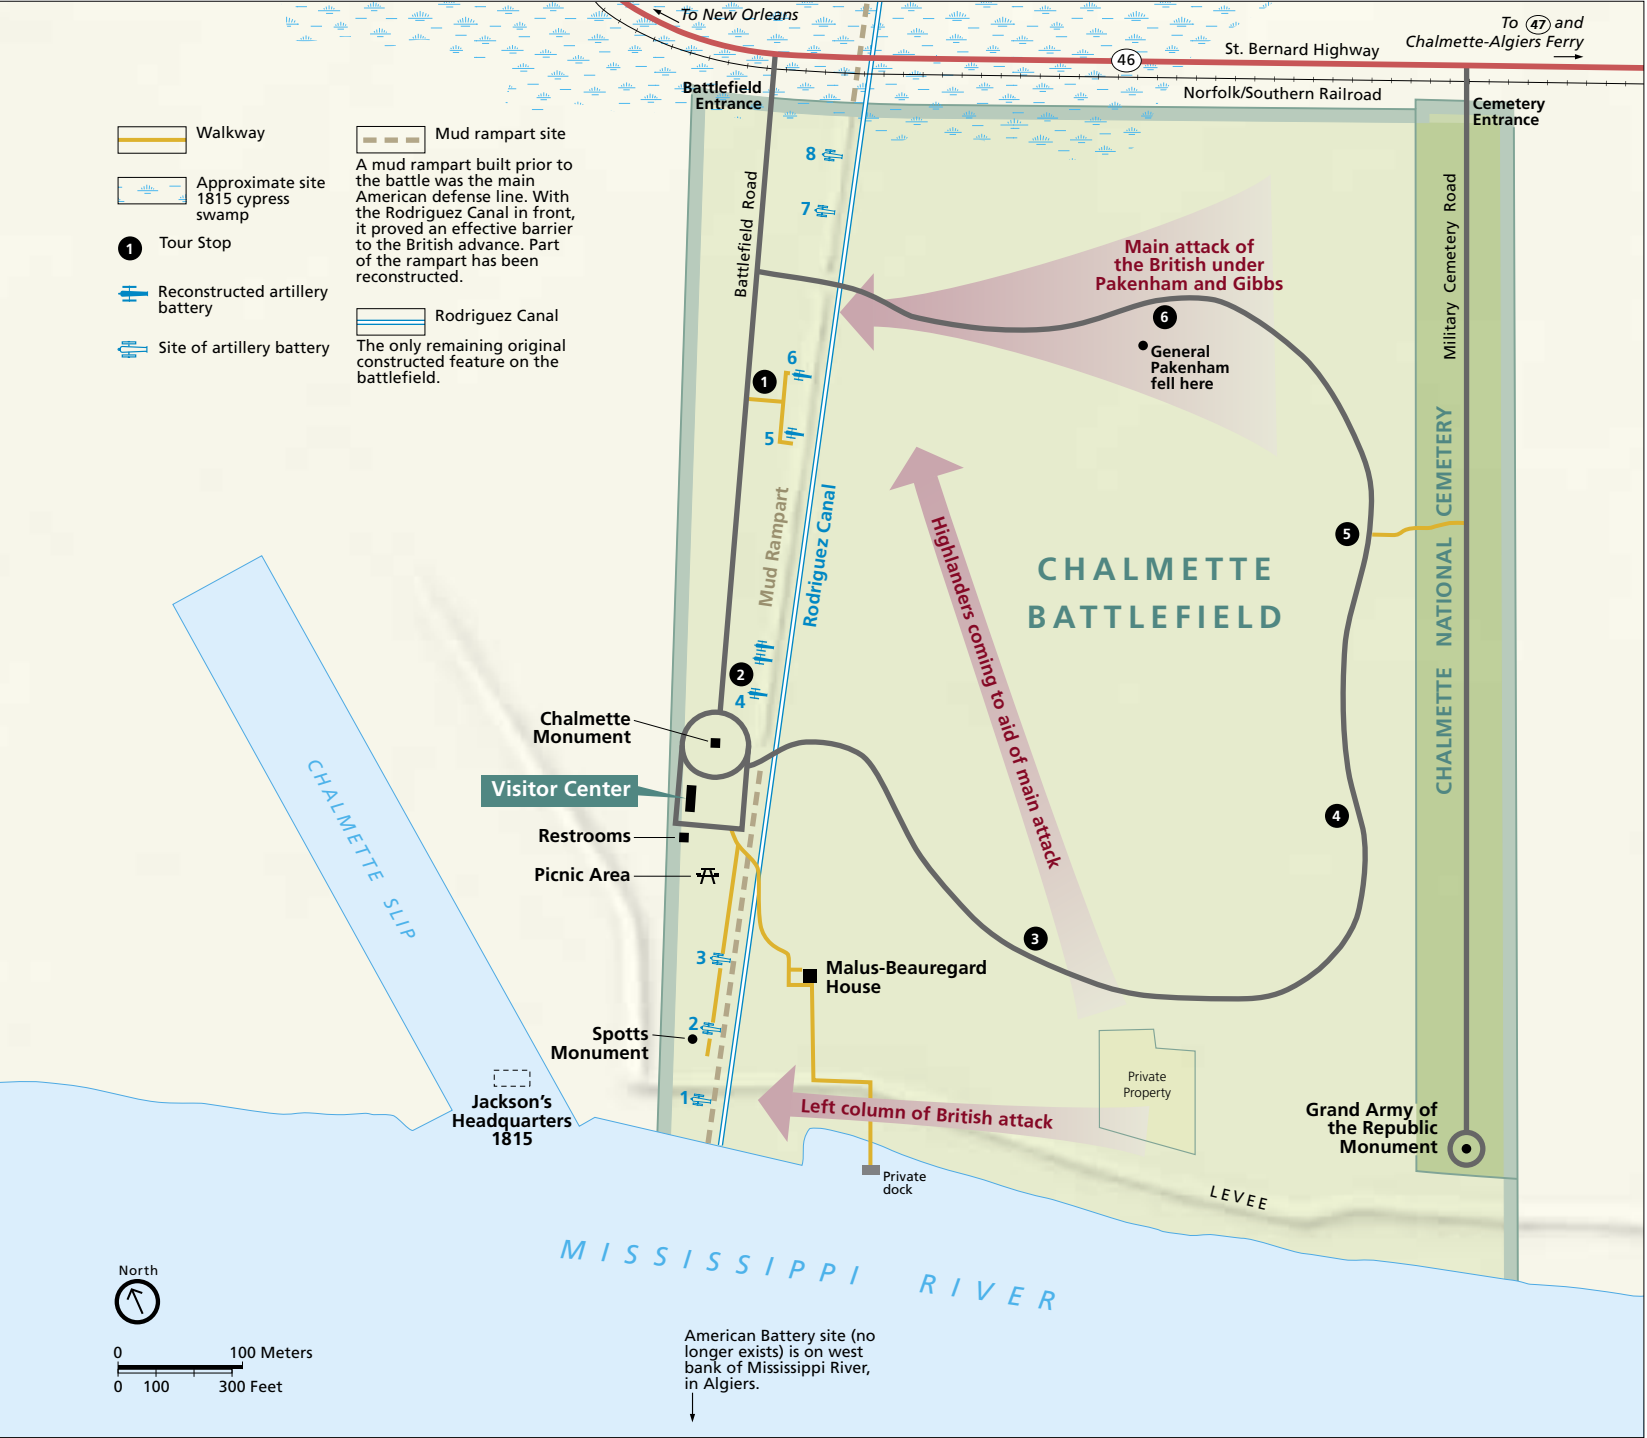 To New Orleans
To 47 and
Chalmette-Algiers Ferry
St. Bernard Highway
46
Norfolk/Southern Railroad
Battlefield
Entrance
Cemetery
Entrance
Walkway
Approximate site
1815 cypress
swamp
1
Tour Stop
Reconstructed artillery
battery
Site of artillery battery
Mud rampart site
A mud rampart built prior to
the battle was the main
American defense line. With
the Rodriguez Canal in front,
it proved an effective barrier
to the British advance. Part
of the rampart has been
reconstructed.
Rodriguez Canal
The only remaining original
constructed feature on the
battlefield.
8
7
Battlefield Road
Military Cemetery Road
Main attack of
the British under
Pakenham and Gibbs
6
General
Pakenham
fell here
6
1
5
Mud Rampart
Rodriguez Canal
Highlanders coming to aid of main attack
CHALMETTE
BATTLEFIELD
5
CHALMETTE NATIONAL CEMETERY
2
4
Chalmette
Monument
Visitor Center
Restrooms
Picnic Area
4
3
3
Malus-Beauregard
House
2
Spotts
Monument
1
Left column of British attack
Private
Property
CHALMETTE SLIP
Jackson's
Headquarters
1815
Grand Army of
the Republic
Monument
Private
dock
LEVEE
MISSISSIPPI RIVER
North
0 100 Meters
0 100 300 Feet
American Battery site (no
longer exists) is on west
bank of Mississippi River,
in Algiers.